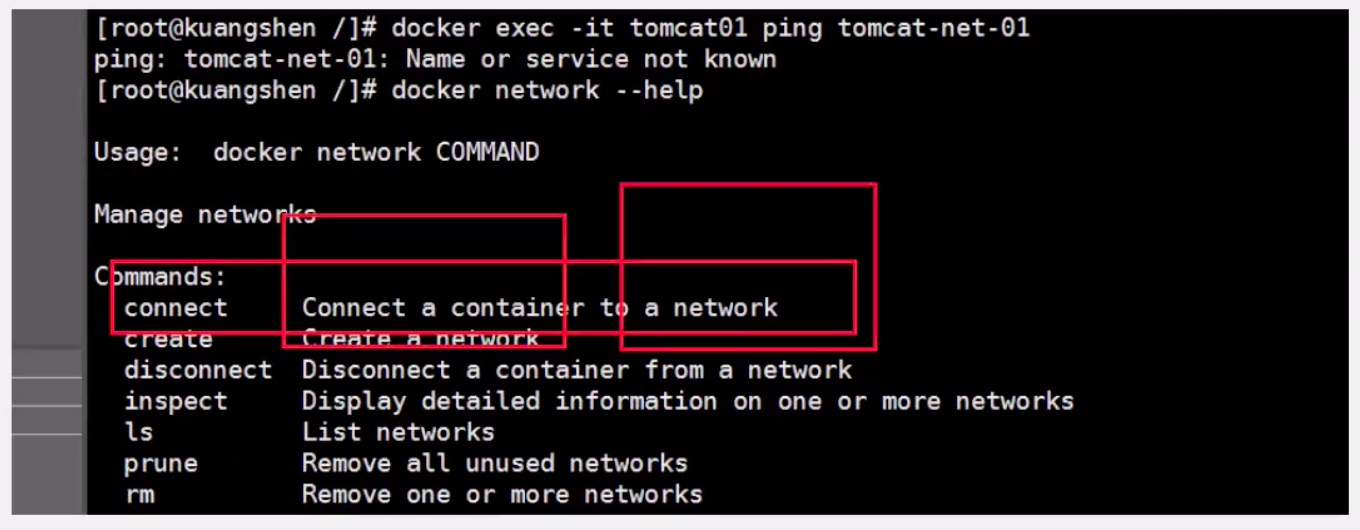 [root@kuangshen /]# docker exec -it tomcat01 ping tomcat-net-01
ping: tomcat-net-01: Name or service not known
[root@kuangshen /]# docker network --help
Usage:  docker network COMMAND
Manage networks
Commands:
  connect     Connect a container to a network
  create      Create a network
  disconnect  Disconnect a container from a network
  inspect     Display detailed information on one or more networks
  ls          List networks
  prune       Remove all unused networks
  rm          Remove one or more networks